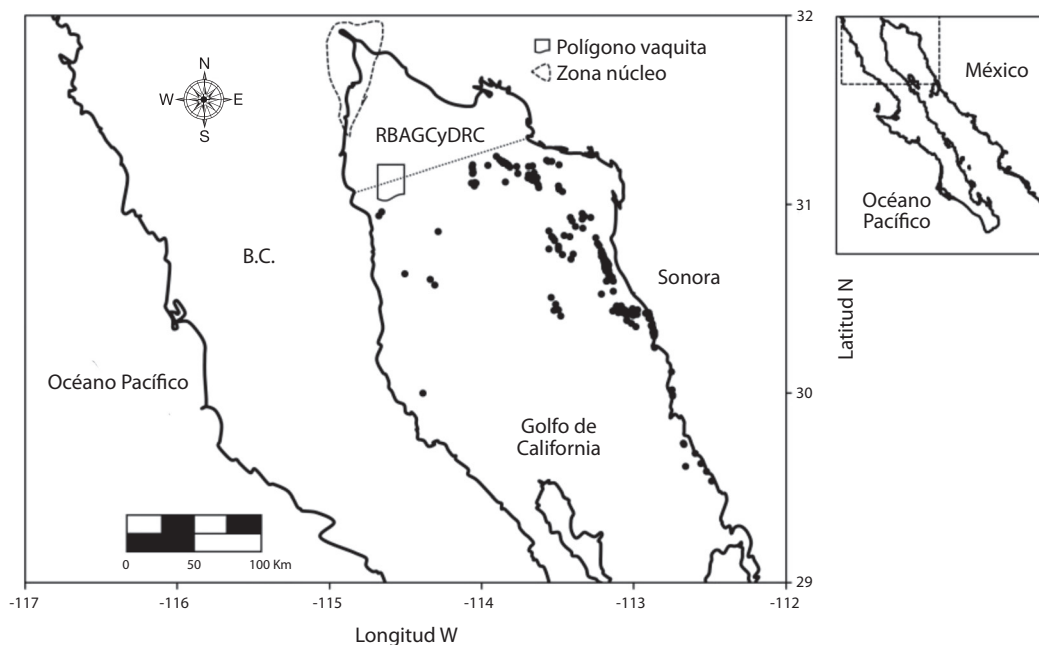 32
Polígono vaquita
Zona núcleo
México
N
W
E
S
RBAGCyDRC
Océano
Pacífico
31
B.C.
Sonora
Latitud N
Océano Pacífico
30
Golfo de
California
0
50
100 Km
29
-117
-116
-115
-114
-113
-112
Longitud W